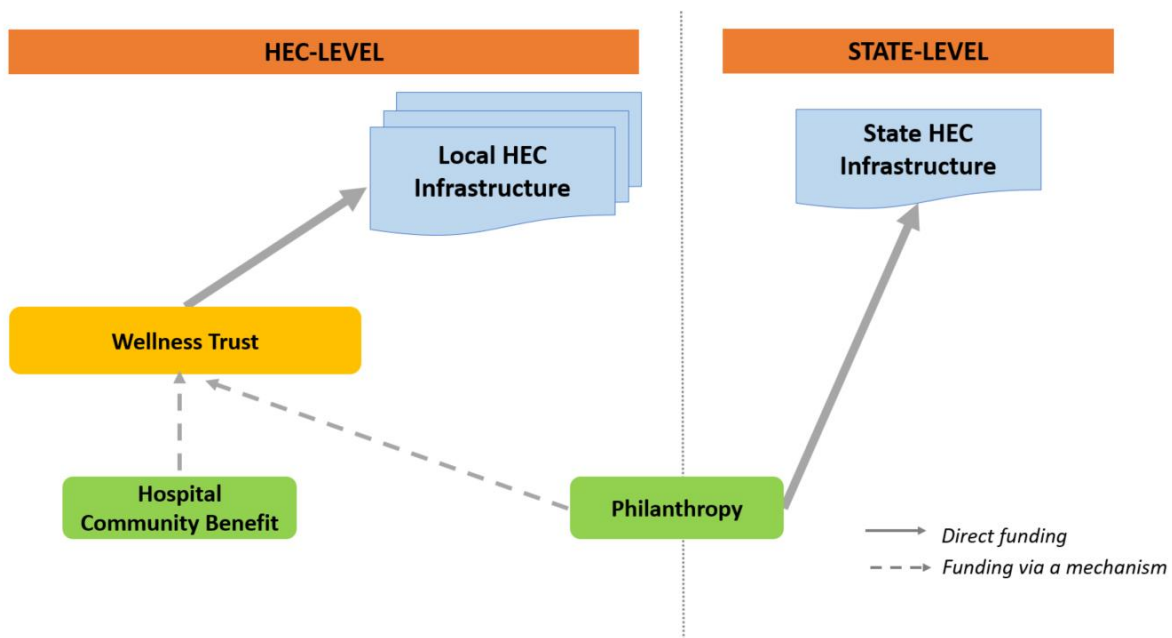 HEC-LEVEL
STATE-LEVEL
Local HEC
Infrastructure
State HEC
Infrastructure
Wellness Trust
Hospital
Community Benefit
Philanthropy
Direct funding
Funding via a mechanism